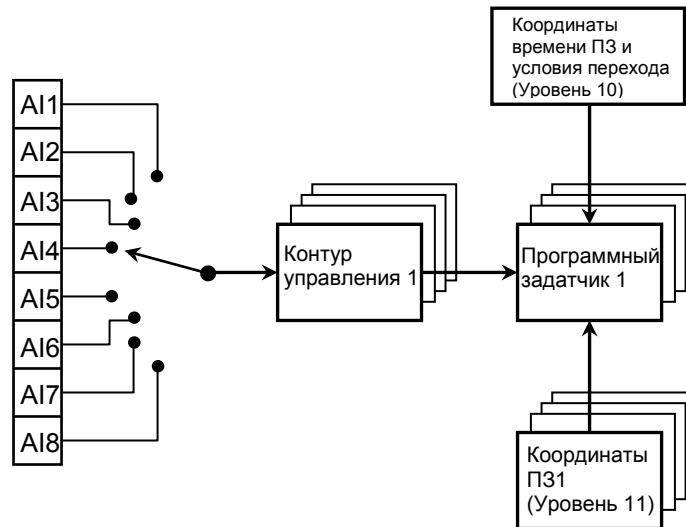 Координаты
времени ПЗ и
условия перехода
(Уровень 10)
AI1
AI2
AI3
AI4
AI5
AI6
AI7
AI8
Контур
управления 1
Программный
задатчик 1
Координаты
ПЗ1
(Уровень 11)